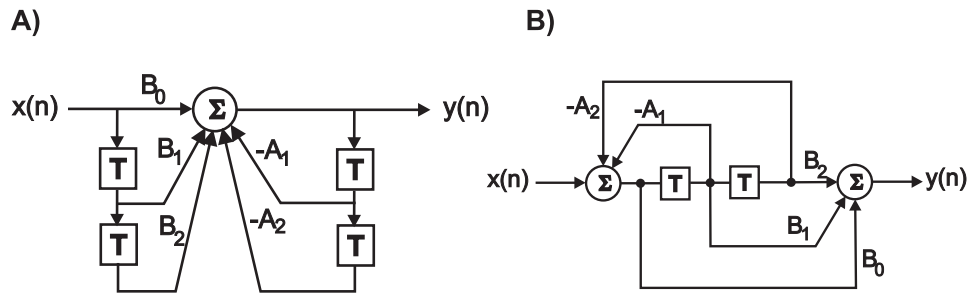 A)
B)
x(n) B0 Σ y(n)
T B1 -A1 T
T B2 -A2 T
-A2 -A1
x(n) Σ T T B2 Σ y(n)
B1
B0